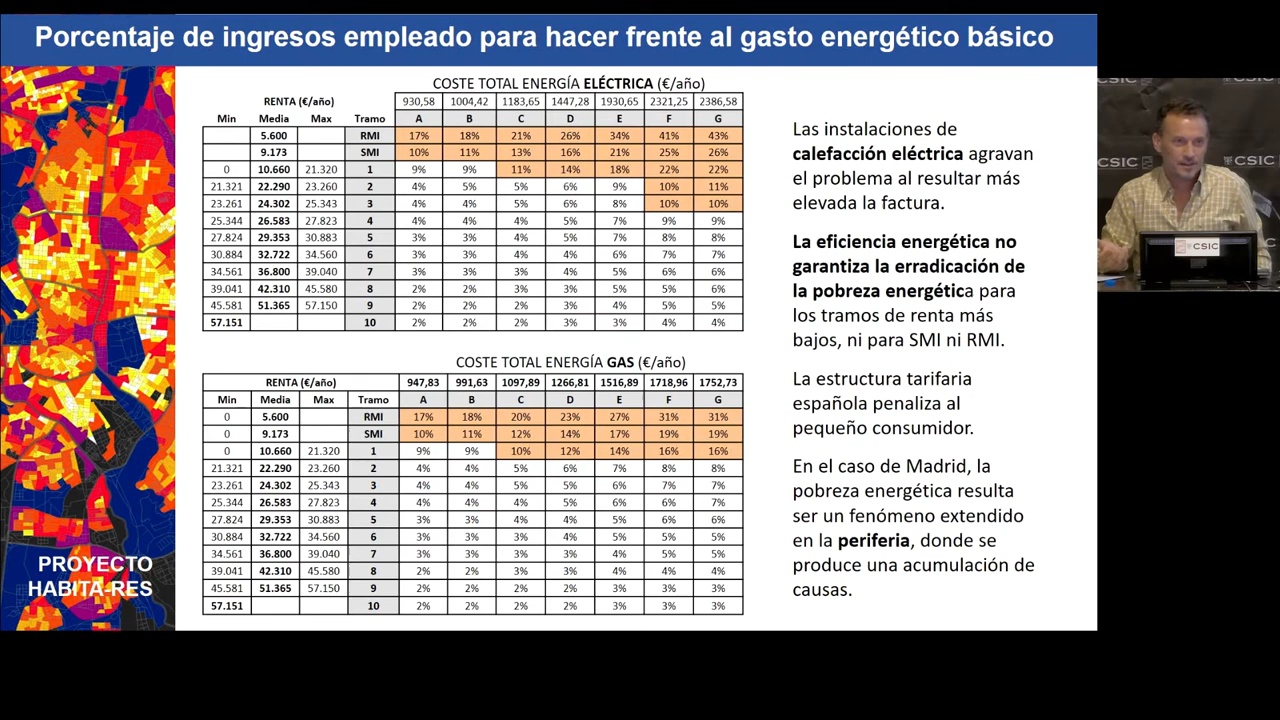 Porcentaje de ingresos empleado para hacer frente al gasto energético básico
COSTE TOTAL ENERGÍA ELÉCTRICA (€/año)
RENTA (€/año) 930,58 1004,42 1183,65 1447,28 1930,65 2321,25 2386,58
Min Media Max Tramo A B C D E F G
5.600 RMI 17% 18% 21% 26% 34% 41% 43%
9.173 SMI 10% 11% 13% 16% 21% 25% 26%
0 10.660 21.320 1 9% 9% 11% 14% 18% 22% 22%
21.321 22.290 23.260 2 4% 5% 5% 6% 9% 10% 11%
23.261 24.302 25.343 3 4% 4% 5% 6% 8% 10% 10%
25.344 26.583 27.823 4 4% 4% 4% 5% 7% 9% 9%
27.824 29.353 30.883 5 3% 3% 4% 5% 7% 8% 8%
30.884 32.722 34.560 6 3% 3% 4% 4% 6% 7% 7%
34.561 36.800 39.040 7 3% 3% 3% 4% 5% 6% 6%
39.041 42.310 45.580 8 2% 2% 3% 3% 5% 5% 6%
45.581 51.365 57.150 9 2% 2% 2% 3% 4% 5% 5%
57.151 10 2% 2% 2% 3% 3% 4% 4%
COSTE TOTAL ENERGÍA GAS (€/año)
RENTA (€/año) 947,83 991,63 1097,89 1266,81 1516,89 1718,96 1752,73
Min Media Max Tramo A B C D E F G
0 5.600 RMI 17% 18% 20% 23% 27% 31% 31%
0 9.173 SMI 10% 11% 12% 14% 17% 19% 19%
0 10.660 21.320 1 9% 9% 10% 12% 14% 16% 16%
21.321 22.290 23.260 2 4% 4% 5% 6% 7% 8% 8%
23.261 24.302 25.343 3 4% 4% 5% 5% 6% 7% 7%
25.344 26.583 27.823 4 4% 4% 4% 5% 6% 6% 7%
27.824 29.353 30.883 5 3% 3% 4% 4% 5% 6% 6%
30.884 32.722 34.560 6 3% 3% 3% 4% 5% 5% 5%
34.561 36.800 39.040 7 3% 3% 3% 3% 4% 5% 5%
39.041 42.310 45.580 8 2% 2% 3% 3% 4% 4% 4%
45.581 51.365 57.150 9 2% 2% 2% 2% 3% 3% 3%
57.151 10 2% 2% 2% 2% 3% 3% 3%
Las instalaciones de
calefacción eléctrica agravan
el problema al resultar más
elevada la factura.
La eficiencia energética no
garantiza la erradicación de
la pobreza energética para
los tramos de renta más
bajos, ni para SMI ni RMI.
La estructura tarifaria
española penaliza al
pequeño consumidor.
En el caso de Madrid, la
pobreza energética resulta
ser un fenómeno extendido
en la periferia, donde se
produce una acumulación de
causas.
PROYECTO
HABITA-RES
CSIC
CSIC
CSIC
CSIC